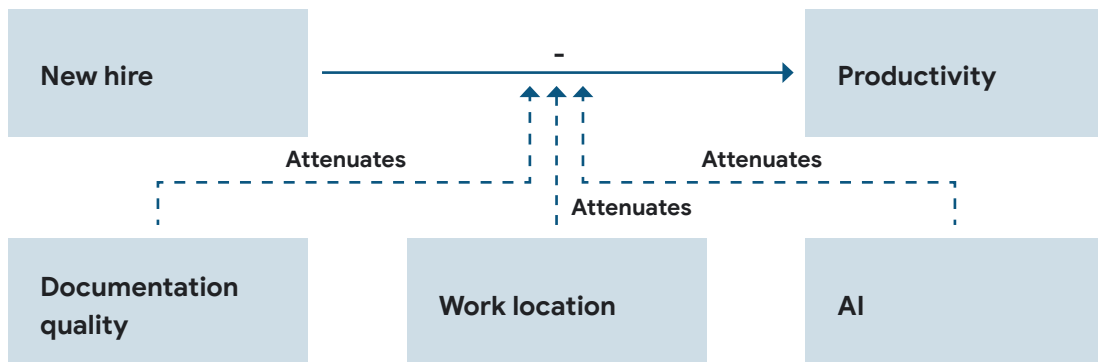 -
New hire
Productivity
Attenuates
Attenuates
Attenuates
Documentation
quality
Work location
AI